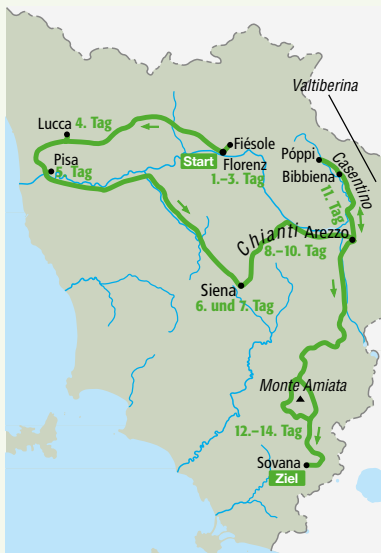 Valtiberina
Lucca 4. Tag
Fiésole
Start
Florenz
1.–3. Tag
Póppi
Bibbiena
Casentino
Pisa
5. Tag
11. Tag
Chianti
Arezzo
8.–10. Tag
Siena
6. und 7. Tag
Monte Amiata
12.–14. Tag
Sovana
Ziel